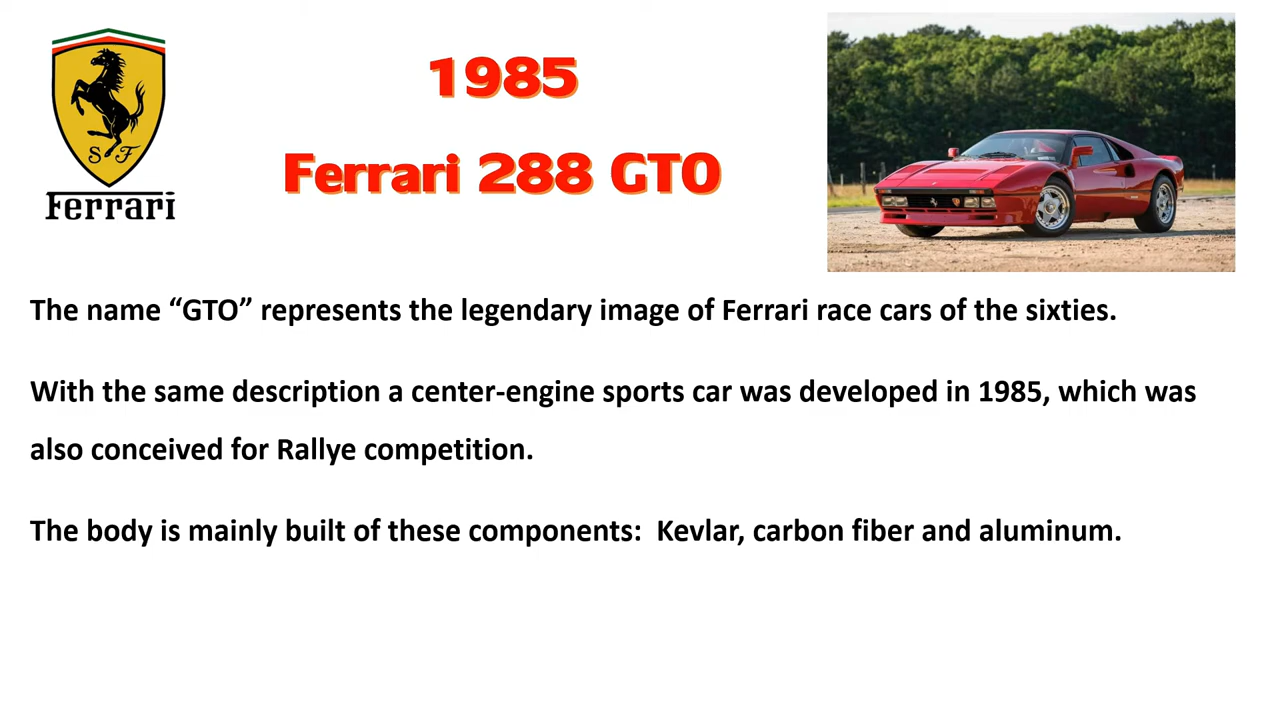 1985
Ferrari 288 GTO
S F
Ferrari
The name “GTO” represents the legendary image of Ferrari race cars of the sixties.
With the same description a center-engine sports car was developed in 1985, which was
also conceived for Rallye competition.
The body is mainly built of these components:  Kevlar, carbon fiber and aluminum.